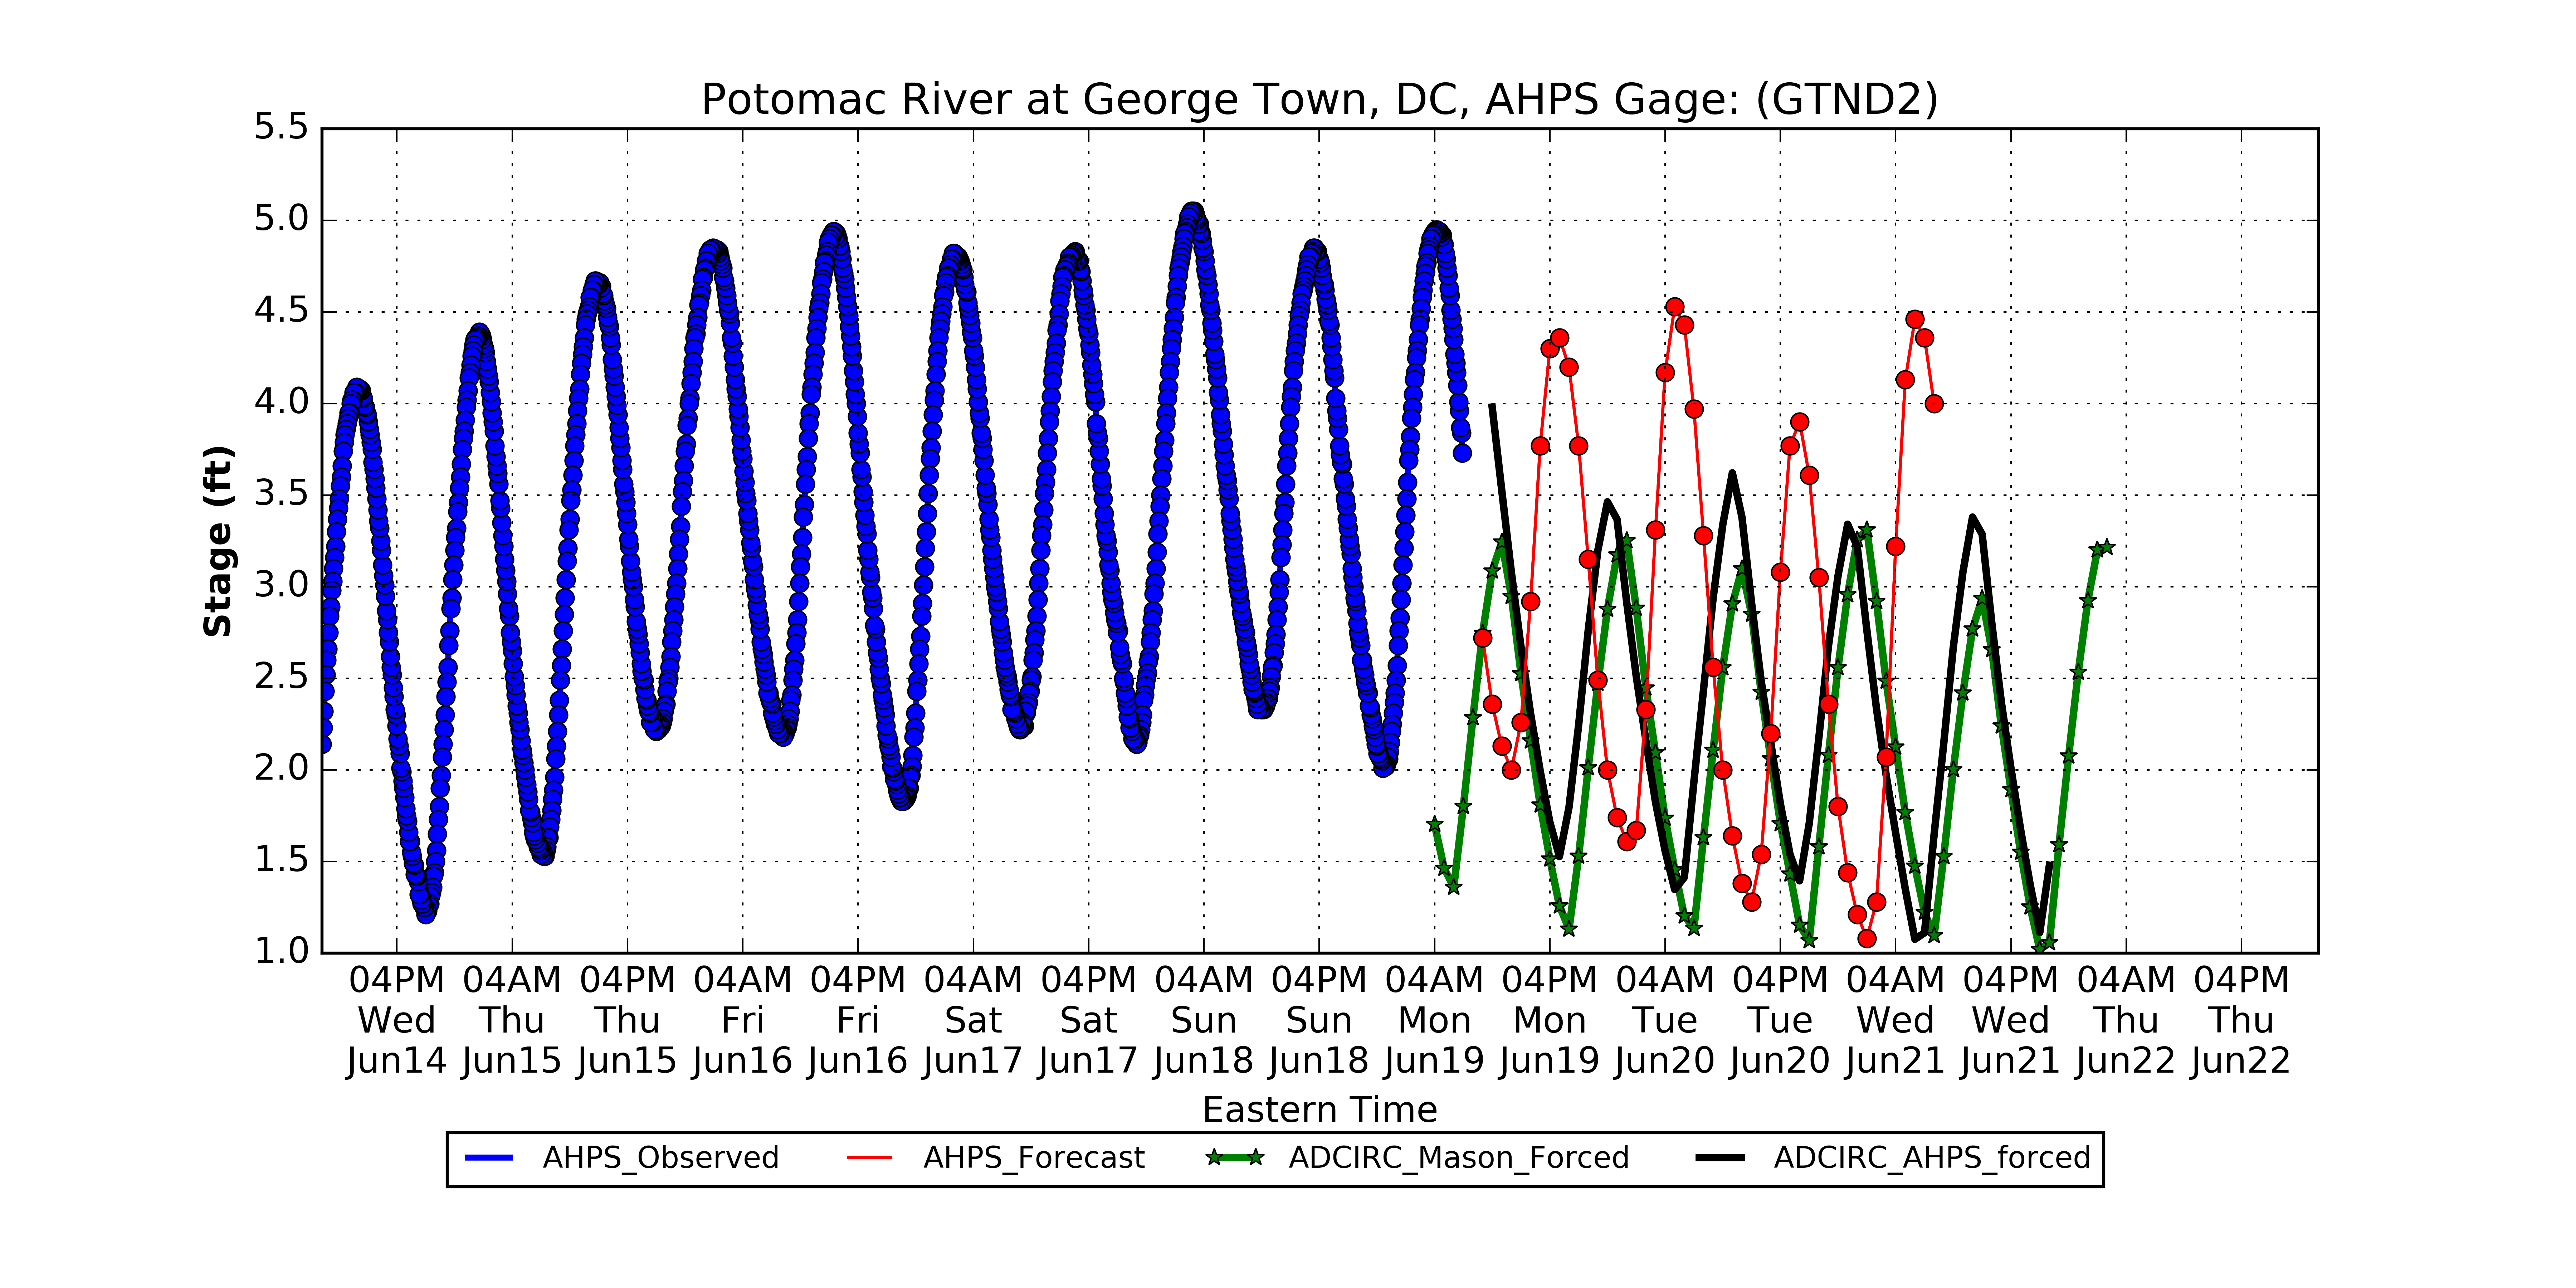 Potomac River at George Town, DC, AHPS Gage: (GTND2)
5.5
5.0
4.5
4.0
3.5
3.0
2.5
2.0
1.5
1.0
Stage (ft)
04PM 04AM 04PM 04AM 04PM 04AM 04PM 04AM 04PM 04AM 04PM 04AM 04PM 04AM 04PM 04AM 04PM
Wed Thu Thu Fri Fri Sat Sat Sun Sun Mon Mon Tue Tue Wed Wed Thu Thu
Jun14 Jun15 Jun15 Jun16 Jun16 Jun17 Jun17 Jun18 Jun18 Jun19 Jun19 Jun20 Jun20 Jun21 Jun21 Jun22 Jun22
Eastern Time
AHPS_Observed AHPS_Forecast ADCIRC_Mason_Forced ADCIRC_AHPS_forced